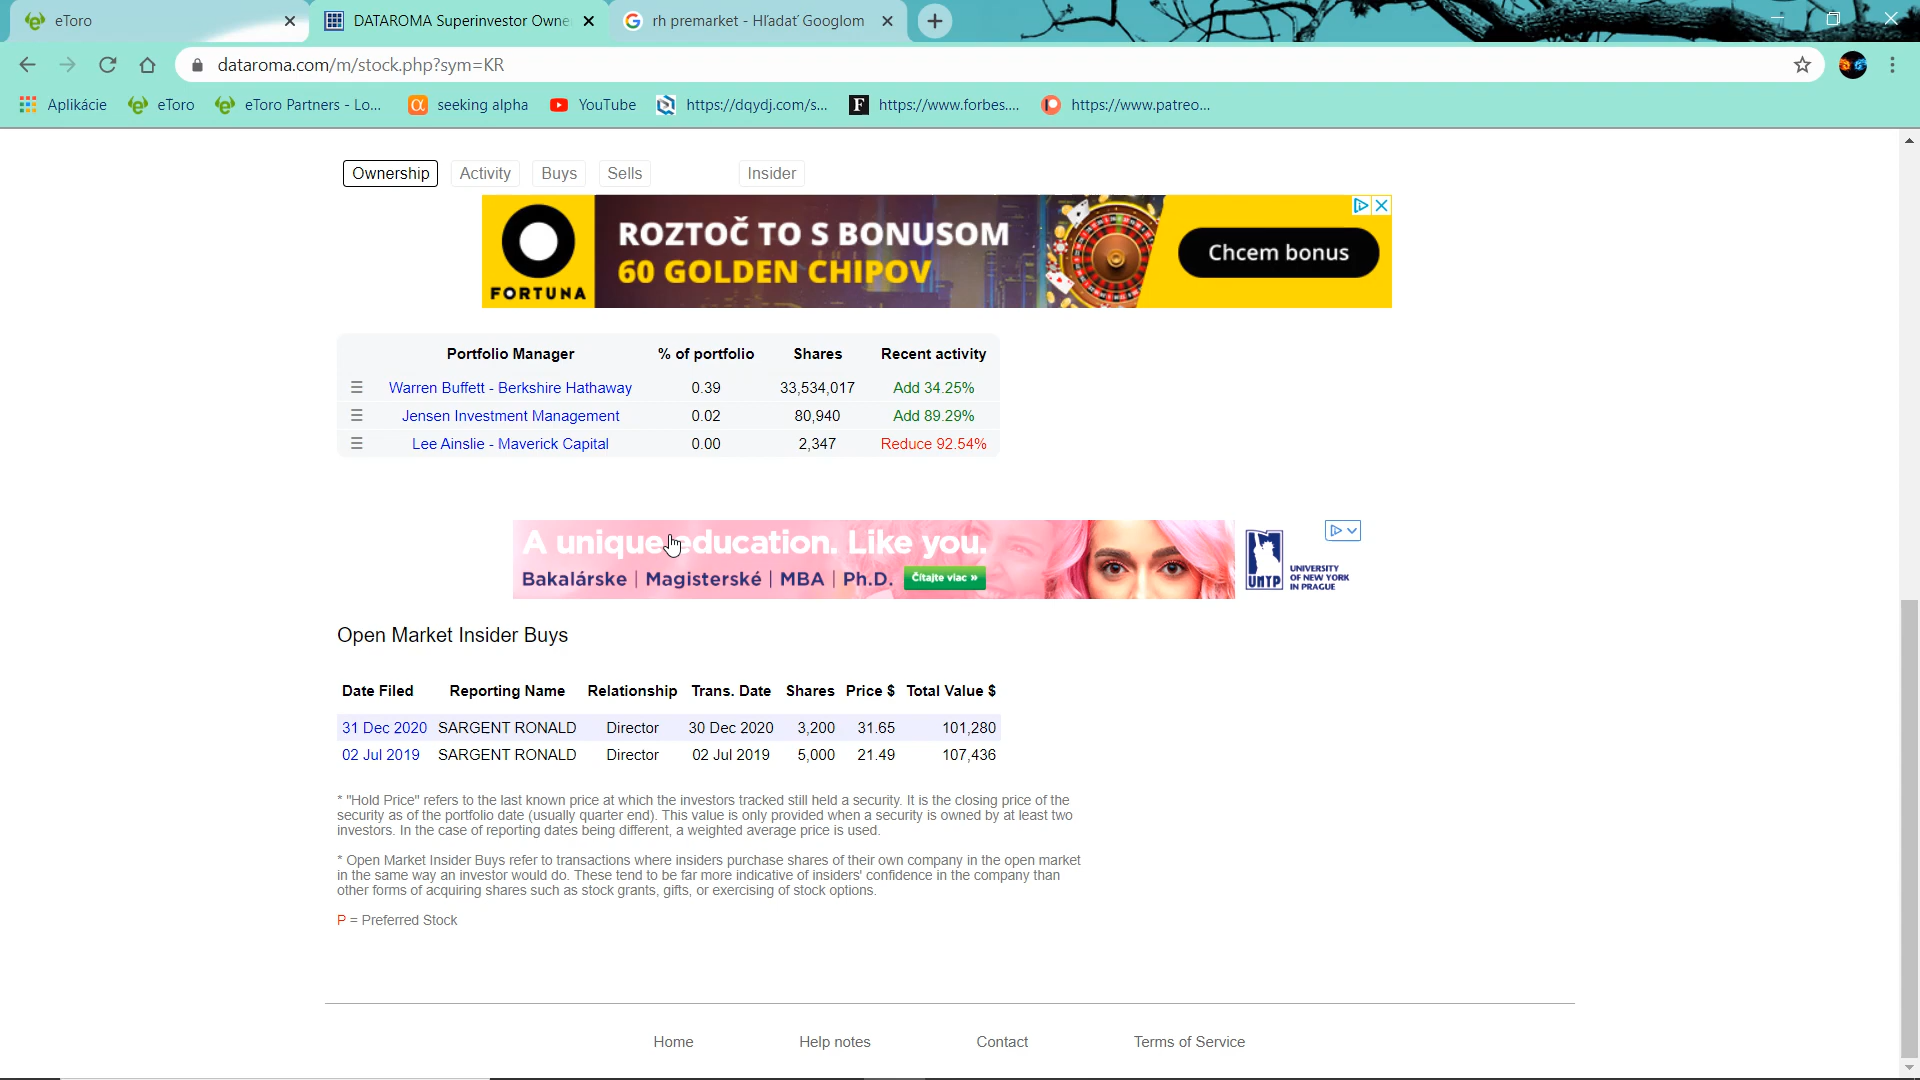 eToro
DATAROMA Superinvestor Owne
rh premarket - Hľadať Googlom
dataroma.com/m/stock.php?sym=KR
Aplikácie
eToro
eToro Partners - Lo...
seeking alpha
YouTube
https://dqydj.com/s...
https://www.forbes....
https://www.patreo...
Ownership Activity Buys Sells Insider
FORTUNA
ROZTOČ TO S BONUSOM
60 GOLDEN CHIPOV
Chcem bonus
Portfolio Manager % of portfolio Shares Recent activity
Warren Buffett - Berkshire Hathaway 0.39 33,534,017 Add 34.25%
Jensen Investment Management 0.02 80,940 Add 89.29%
Lee Ainslie - Maverick Capital 0.00 2,347 Reduce 92.54%
A unique education. Like you.
Bakalárske | Magisterské | MBA | Ph.D. Čítajte viac »
UNYP
UNIVERSITY
OF NEW YORK
IN PRAGUE
Open Market Insider Buys
Date Filed Reporting Name Relationship Trans. Date Shares Price $ Total Value $
31 Dec 2020 SARGENT RONALD Director 30 Dec 2020 3,200 31.65 101,280
02 Jul 2019 SARGENT RONALD Director 02 Jul 2019 5,000 21.49 107,436
* "Hold Price" refers to the last known price at which the investors tracked still held a security. It is the closing price of the
security as of the portfolio date (usually quarter end). This value is only provided when a security is owned by at least two
investors. In the case of reporting dates being different, a weighted average price is used.
* Open Market Insider Buys refer to transactions where insiders purchase shares of their own company in the open market
in the same way an investor would do. These tend to be far more indicative of insiders' confidence in the company than
other forms of acquiring shares such as stock grants, gifts, or exercising of stock options.
P = Preferred Stock
Home Help notes Contact Terms of Service